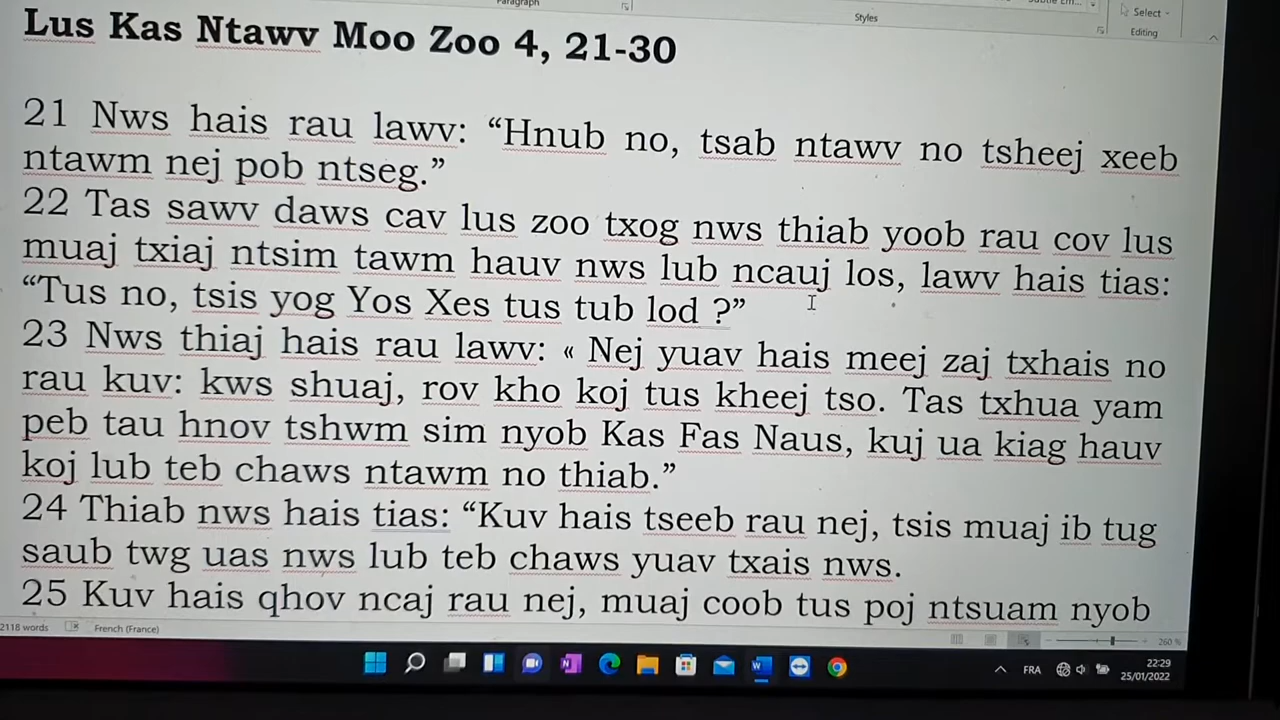 Paragraph
Styles
Select
Editing
Lus Kas Ntawv Moo Zoo 4, 21-30
21 Nws hais rau lawv: “Hnub no, tsab ntawv no tsheej xeeb
ntawm nej pob ntseg.”
22 Tas sawv daws cav lus zoo txog nws thiab yoob rau cov lus
muaj txiaj ntsim tawm hauv nws lub ncauj los, lawv hais tias:
“Tus no, tsis yog Yos Xes tus tub lod ?”
23 Nws thiaj hais rau lawv: « Nej yuav hais meej zaj txhais no
rau kuv: kws shuaj, rov kho koj tus kheej tso. Tas txhua yam
peb tau hnov tshwm sim nyob Kas Fas Naus, kuj ua kiag hauv
koj lub teb chaws ntawm no thiab.”
24 Thiab nws hais tias: “Kuv hais tseeb rau nej, tsis muaj ib tug
saub twg uas nws lub teb chaws yuav txais nws.
25 Kuv hais qhov ncaj rau nej, muaj coob tus poj ntsuam nyob
2118 words French (France) 260 %
FRA 22:29
25/01/2022